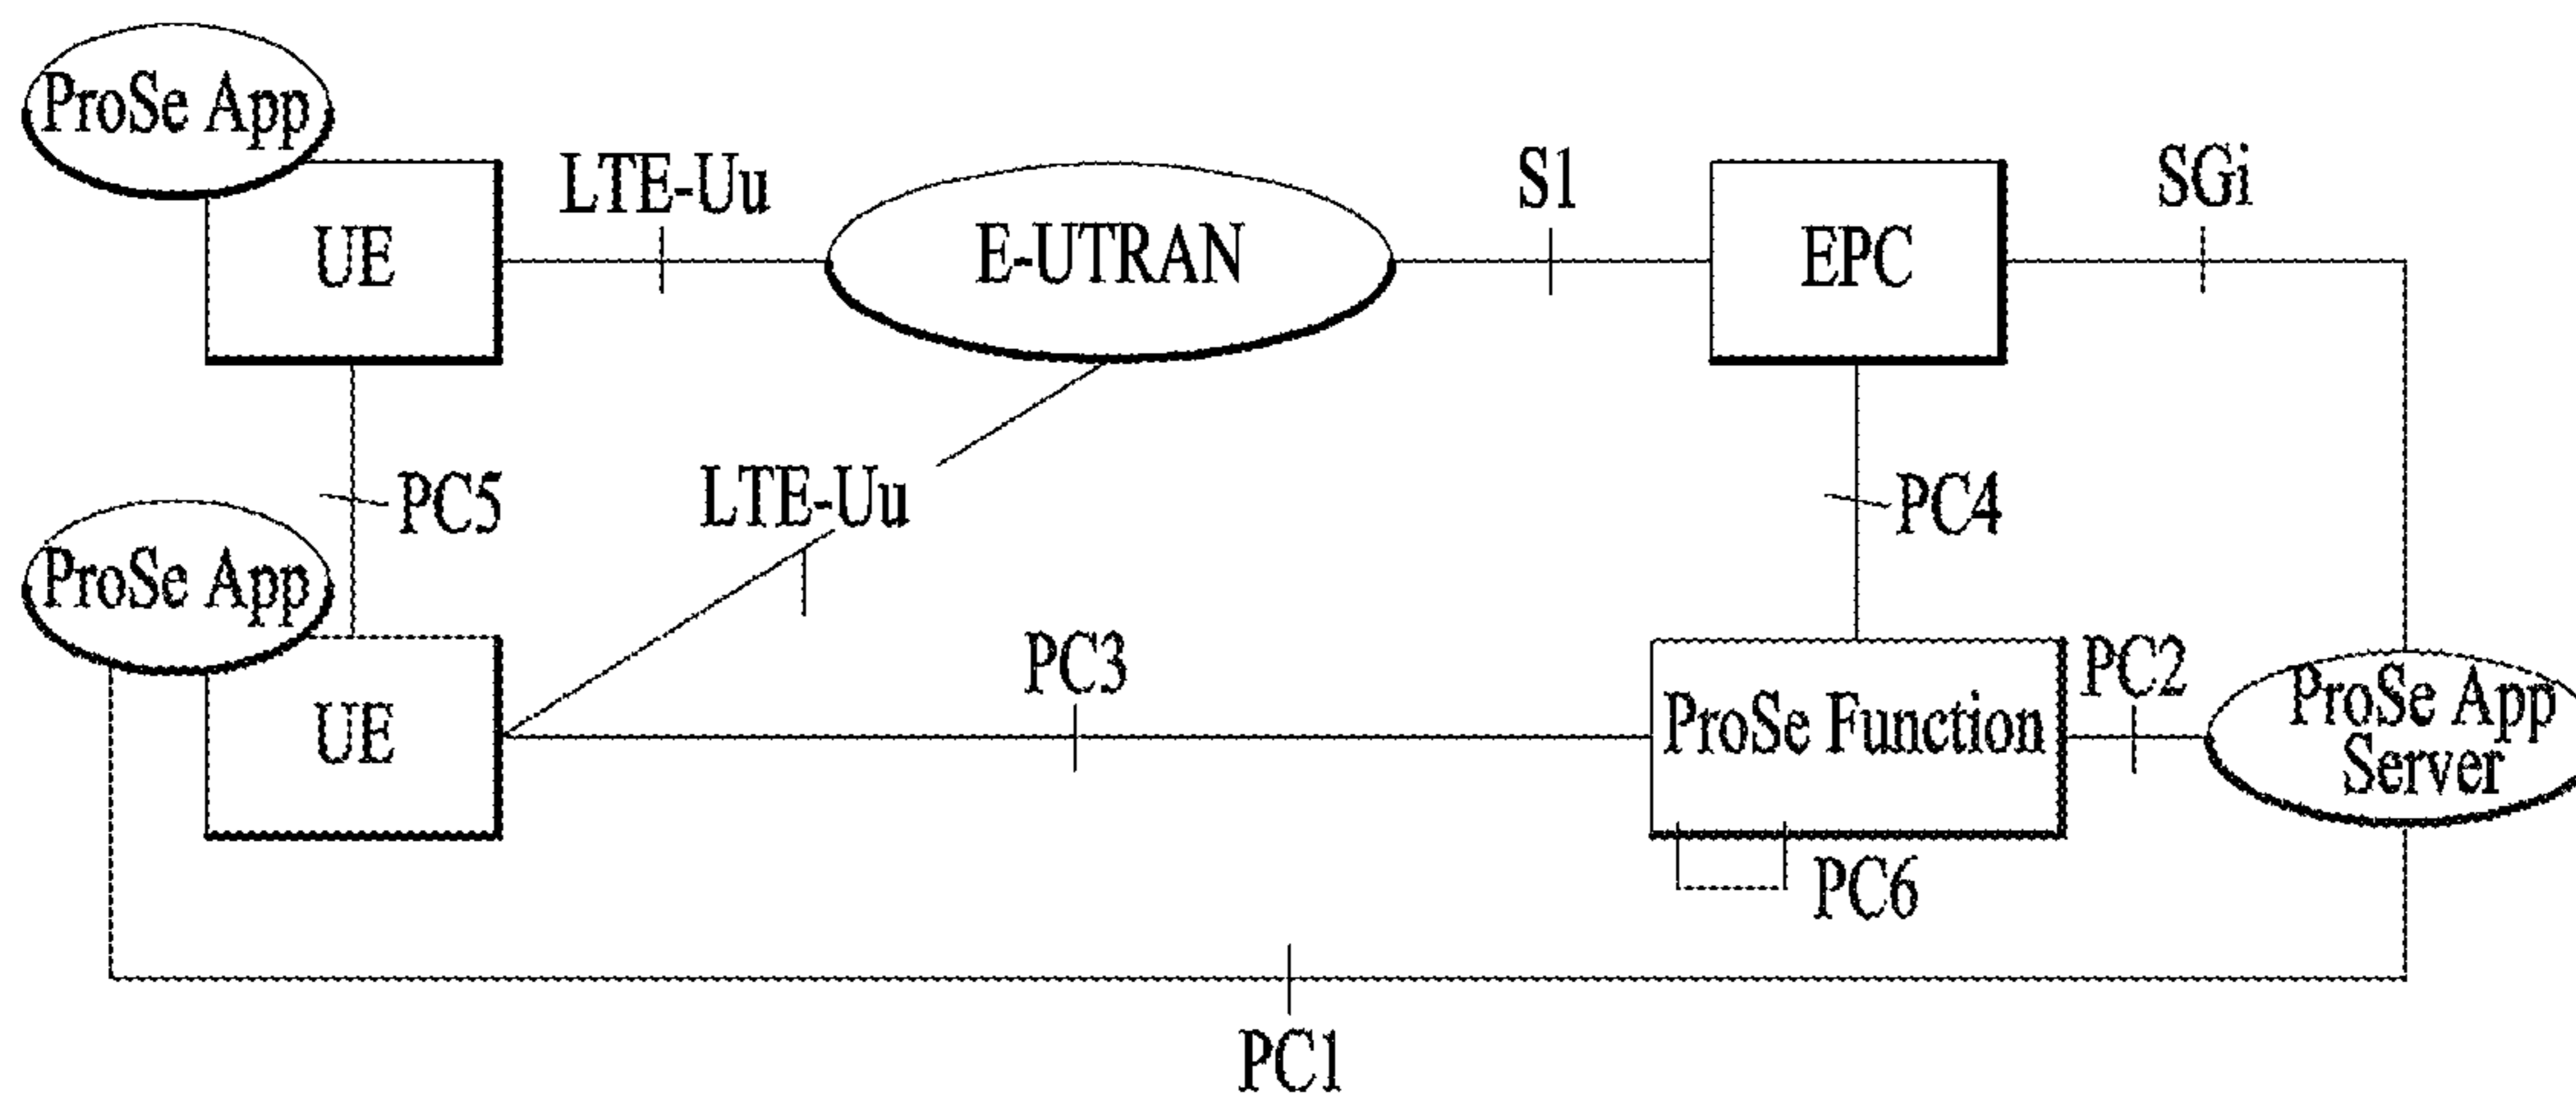 ProSe App
LTE-Uu
S1
SGi
UE
E-UTRAN
EPC
PC5
LTE-Uu
PC4
ProSe App
PC3
PC2
UE
ProSe Function
ProSe App
Server
PC6
PC1